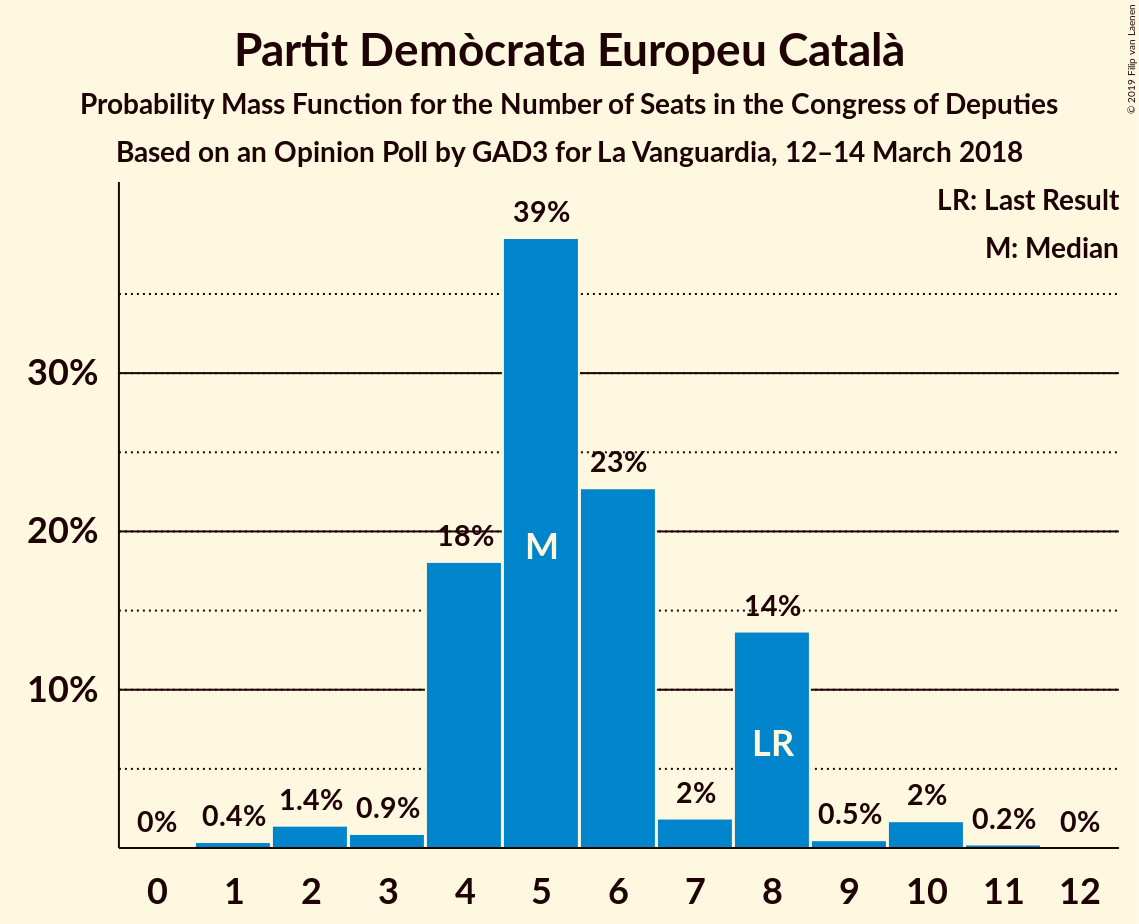 Partit Demòcrata Europeu Català
Probability Mass Function for the Number of Seats in the Congress of Deputies
Based on an Opinion Poll by GAD3 for La Vanguardia, 12–14 March 2018
© 2019 Filip van Laenen
LR: Last Result
M: Median
39%
30%
23%
20%
18%
M
14%
10%
LR
0%
0.4%
1.4%
0.9%
2%
0.5%
2%
0.2%
0%
0 1 2 3 4 5 6 7 8 9 10 11 12